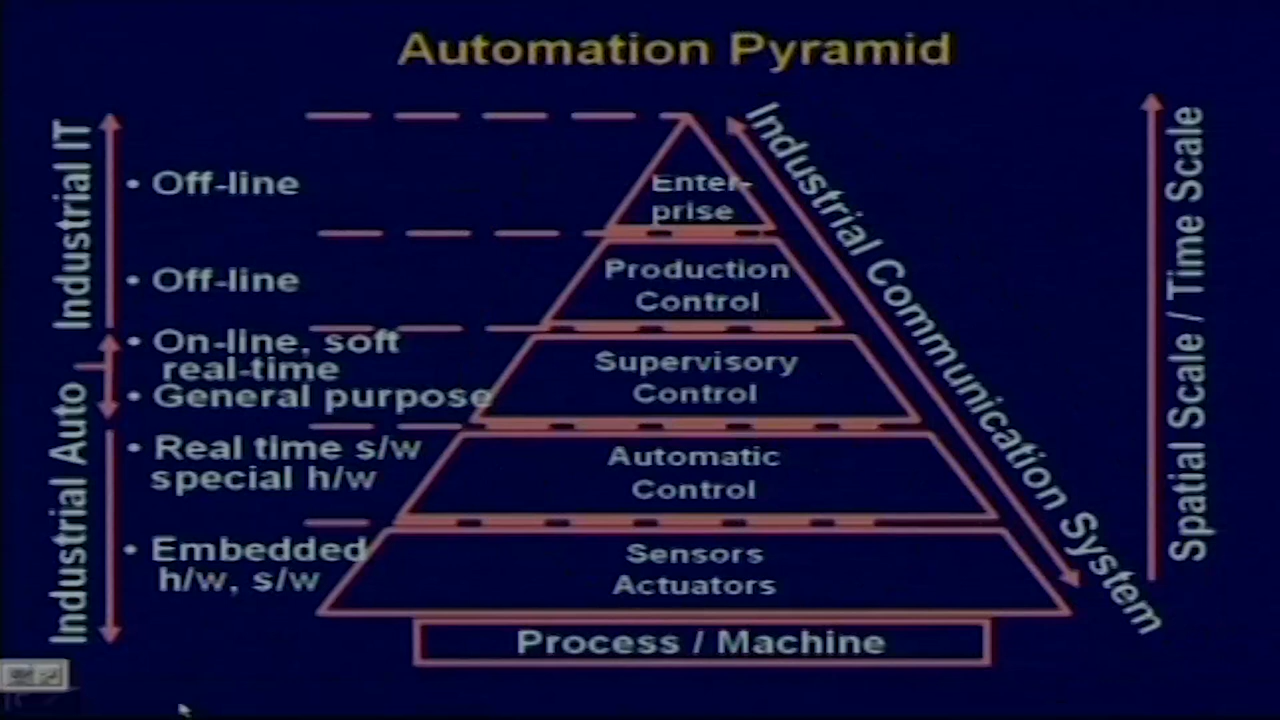 Automation Pyramid
Industrial IT
Industrial Auto
• Off-line
• Off-line
• On-line, soft
real-time
• General purpose
• Real time s/w
special h/w
• Embedded
h/w, s/w
Enter-
prise
Production
Control
Supervisory
Control
Automatic
Control
Sensors
Actuators
Process / Machine
Industrial Communication System
Spatial Scale / Time Scale